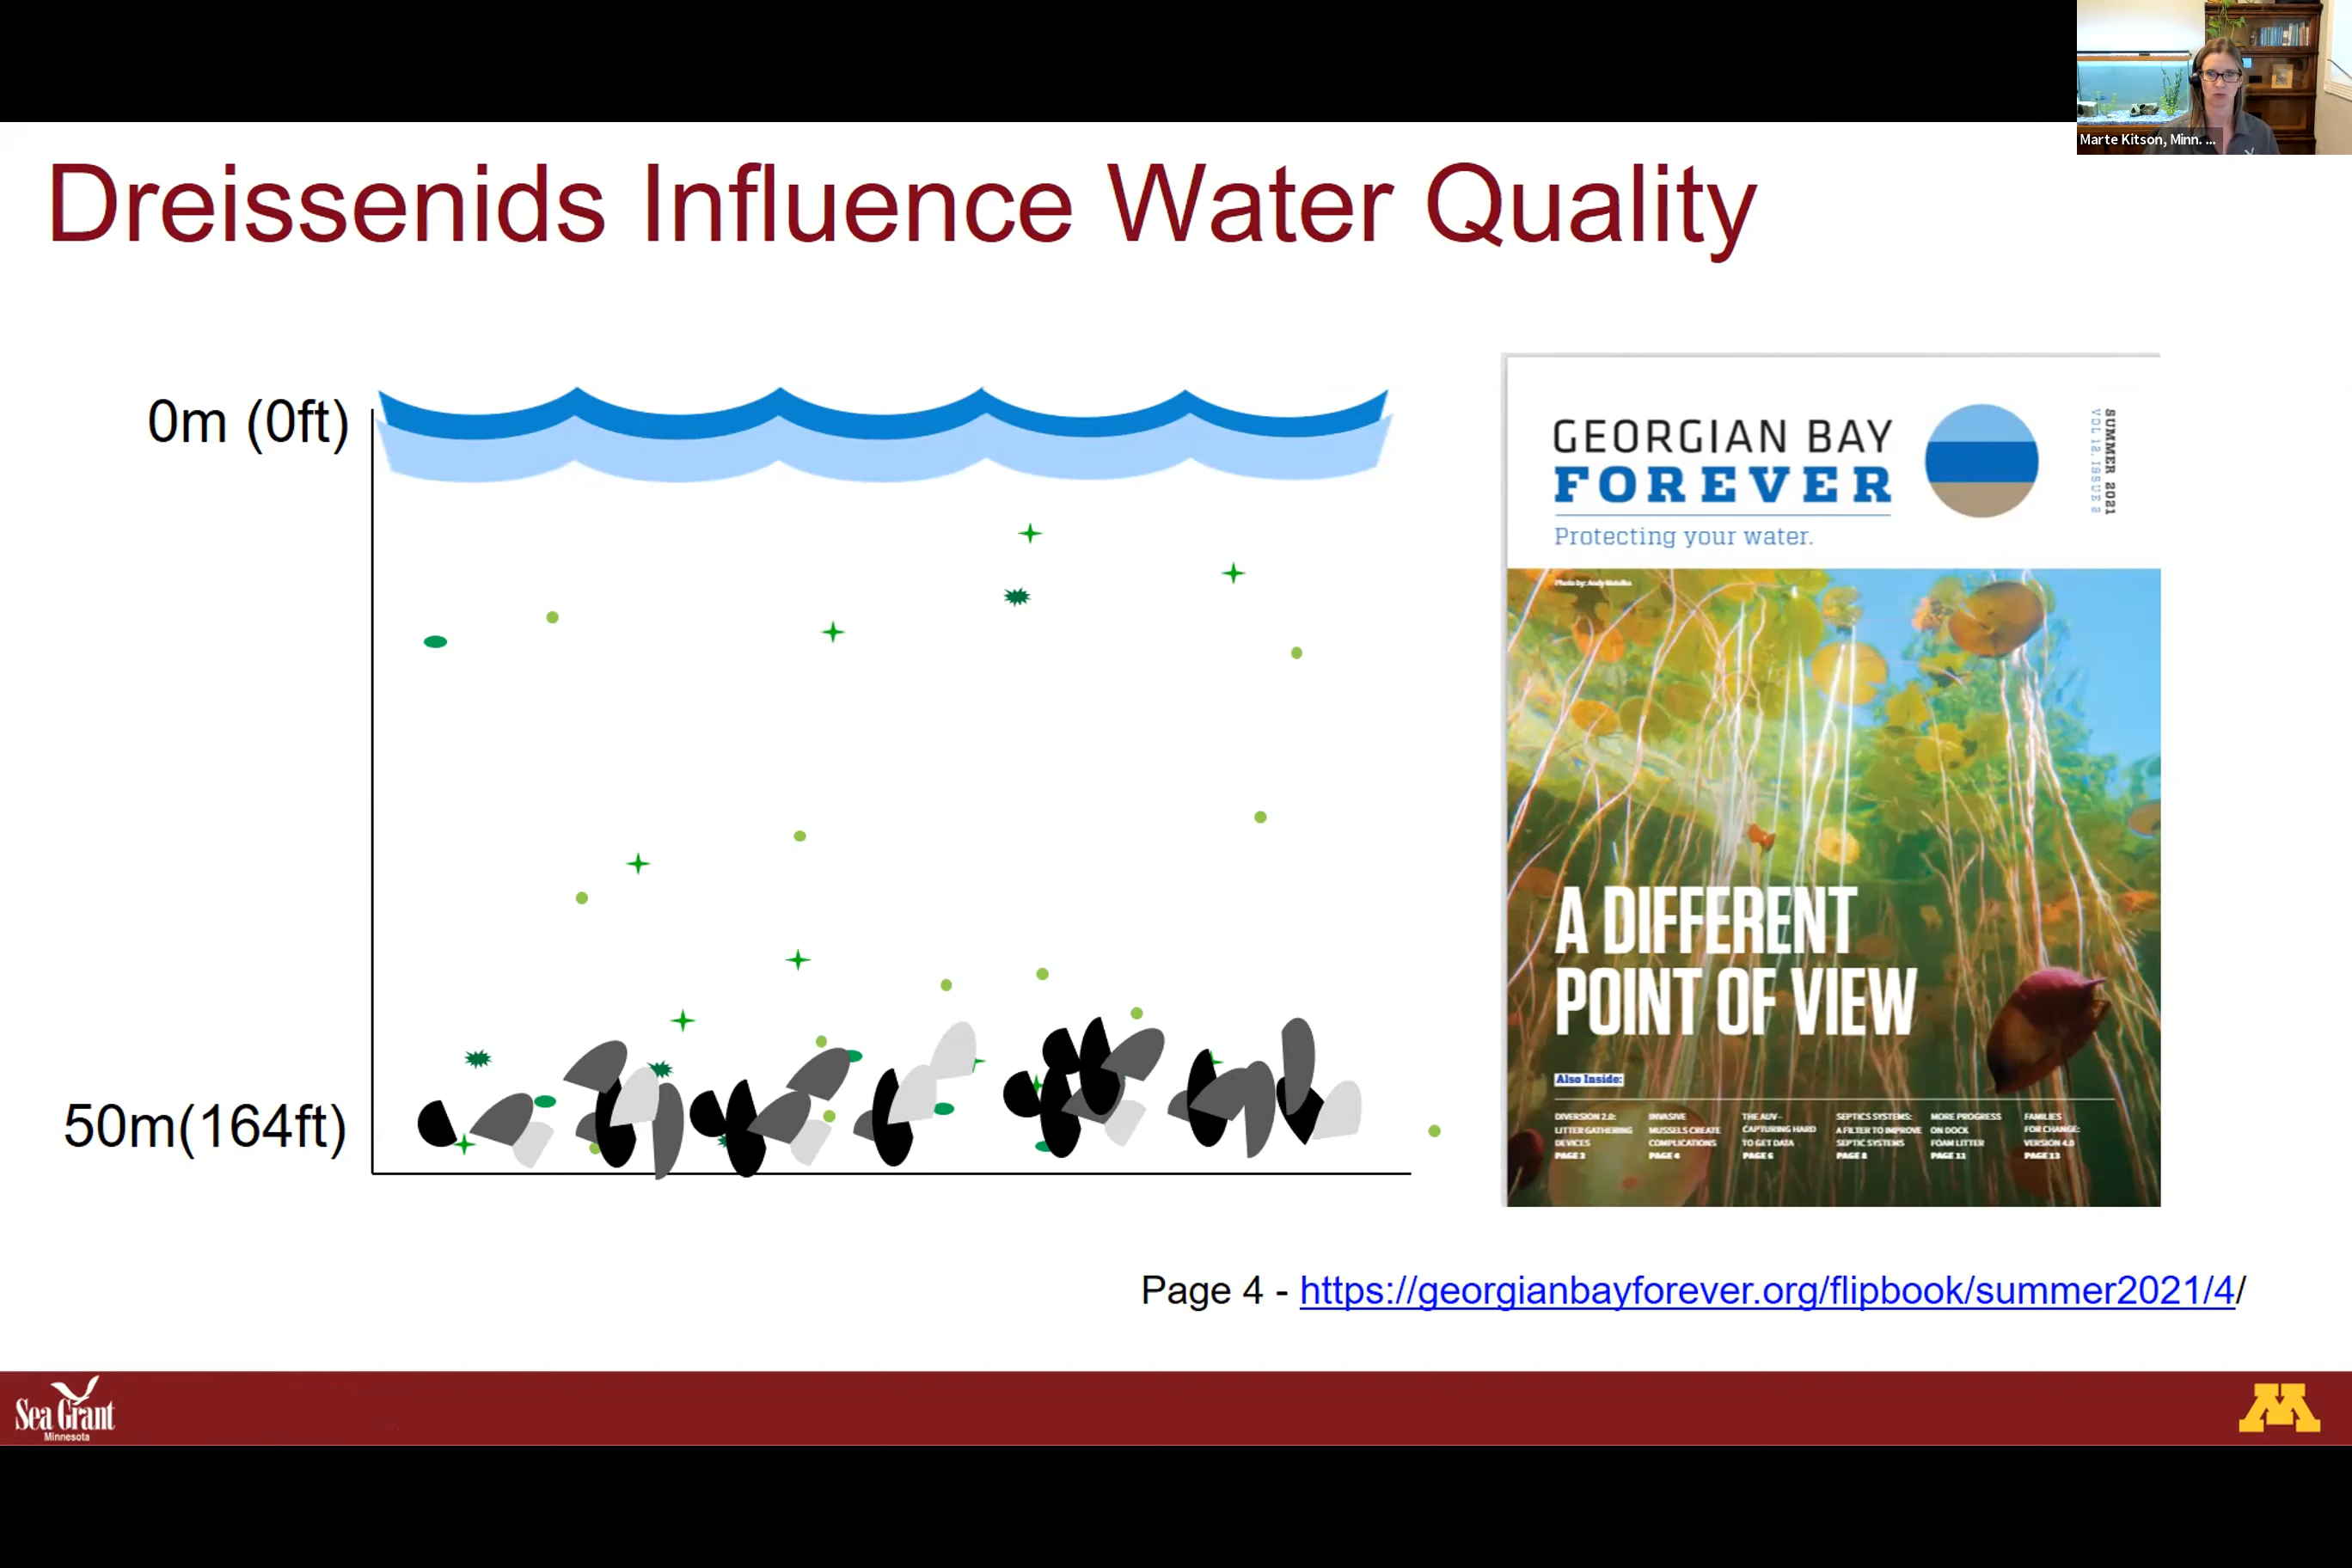 Marte Kitson, Minn. ...
Dreissenids Influence Water Quality
0m (0ft)
50m(164ft)
GEORGIAN BAY
FOREVER
Protecting your water.
SUMMER 2021
VOL 12, ISSUE 2
A DIFFERENT
POINT OF VIEW
Also Inside:
DIVERSION 2.0:
LITTER GATHERING
DEVICES
PAGE 3
INVASIVE
MUSSELS CREATE
COMPLICATIONS
PAGE 4
THE AUV –
CAPTURING HARD
TO GET DATA
PAGE 6
SEPTICS SYSTEMS:
A FILTER TO IMPROVE
SEPTIC SYSTEMS
PAGE 8
MORE PROGRESS
ON DOCK
FOAM LITTER
PAGE 11
FAMILIES
FOR CHANGE:
VERSION 4.0
PAGE 13
Page 4 - https://georgianbayforever.org/flipbook/summer2021/4/
Sea Grant
Minnesota
M